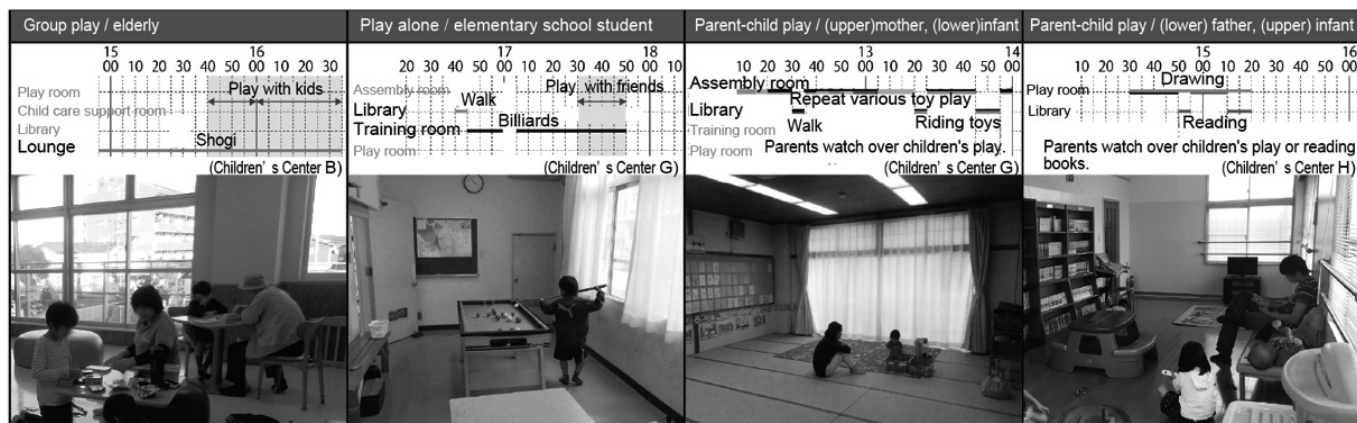 Group play / elderly
15 16
00 10 20 30 40 50 00 10 20 30
Play room
Child care support room
Library
Lounge
Play with kids
Shogi
(Children's Center B)
Play alone / elementary school student
17 18
20 30 40 50 00 10 20 30 40 50 00 10
Assembly room
Library
Training room
Play room
Walk
Play with friends
Billiards
(Children's Center G)
Parent-child play / (upper)mother, (lower)infant
13 14
10 20 30 40 50 00 10 20 30 40 50 00
Assembly room
Library
Training room
Play room
Repeat various toy play
Walk
Riding toys
Parents watch over children's play.
(Children's Center G)
Parent-child play / (lower) father, (upper) infant
15 16
10 20 30 40 50 00 10 20 30 40 50 00
Play room
Library
Drawing
Reading
Parents watch over children's play or reading
books.
(Children's Center H)